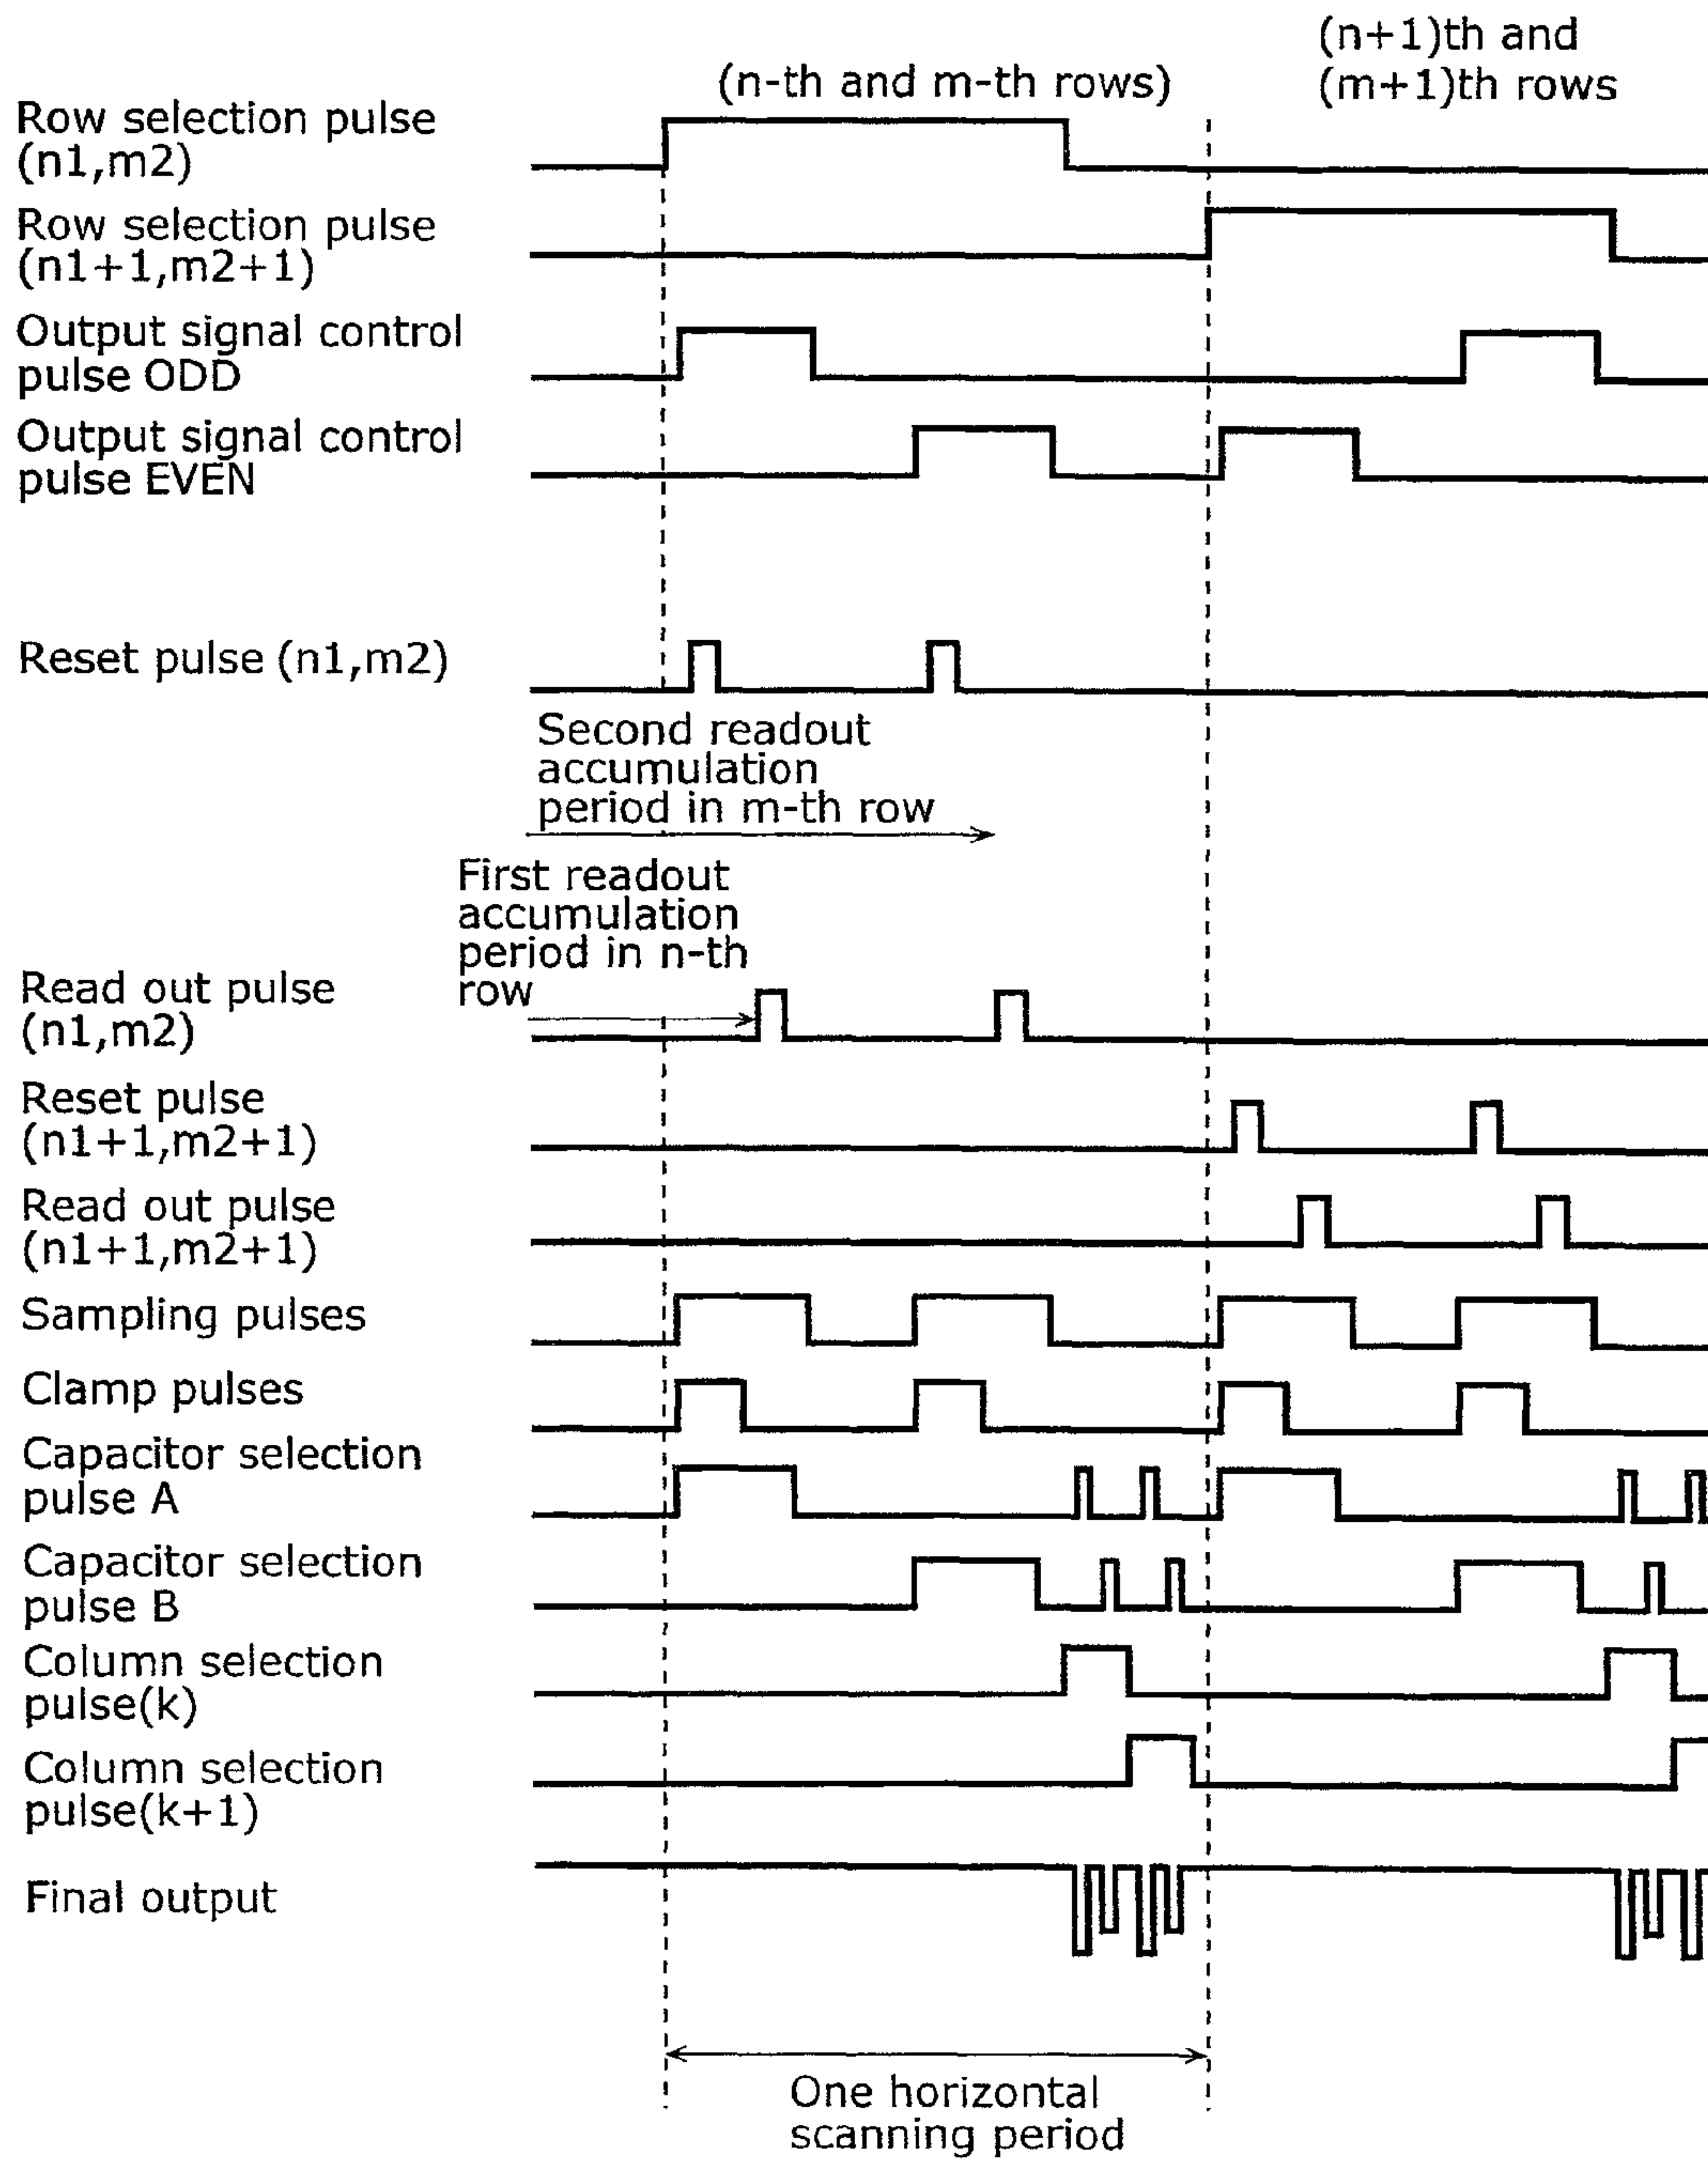 (n+1)th and
(m+1)th rows
(n-th and m-th rows)
Row selection pulse
(n1,m2)
Row selection pulse
(n1+1,m2+1)
Output signal control
pulse ODD
Output signal control
pulse EVEN
Reset pulse (n1,m2)
Second readout
accumulation
period in m-th row
First readout
accumulation
period in n-th
row
Read out pulse
(n1,m2)
Reset pulse
(n1+1,m2+1)
Read out pulse
(n1+1,m2+1)
Sampling pulses
Clamp pulses
Capacitor selection
pulse A
Capacitor selection
pulse B
Column selection
pulse(k)
Column selection
pulse(k+1)
Final output
One horizontal
scanning period